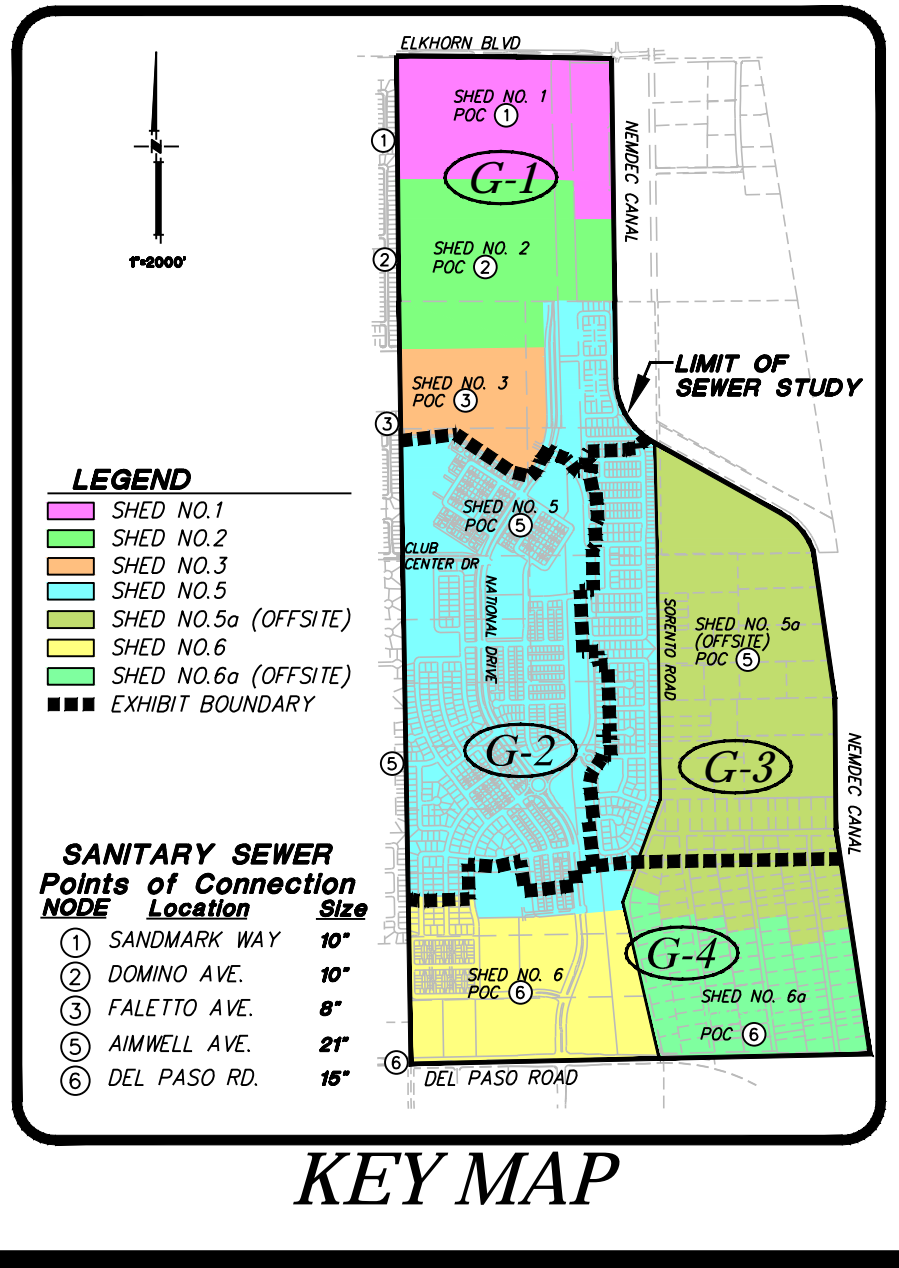 ELKHORN BLVD
SHED NO. 1
POC 1
1
NEMDEC CANAL
N
G-1
1"=2000'
SHED NO. 2
POC 2
2
LIMIT OF
SEWER STUDY
SHED NO. 3
POC 3
3
LEGEND
SHED NO.1
SHED NO.2
SHED NO.3
SHED NO.5
SHED NO.5a (OFFSITE)
SHED NO.6
SHED NO.6a (OFFSITE)
EXHIBIT BOUNDARY
SHED NO. 5
POC 5
CLUB
CENTER DR
NATIONAL DRIVE
SORENTO ROAD
SHED NO. 5a
(OFFSITE)
POC 5
G-2
G-3
5
NEMDEC CANAL
SANITARY SEWER
Points of Connection
NODE Location Size
1 SANDMARK WAY 10"
2 DOMINO AVE. 10"
3 FALETTO AVE. 8"
5 AIMWELL AVE. 21"
6 DEL PASO RD. 15"
G-4
SHED NO. 6
POC 6
SHED NO. 6a
POC 6
6
DEL PASO ROAD
KEY MAP